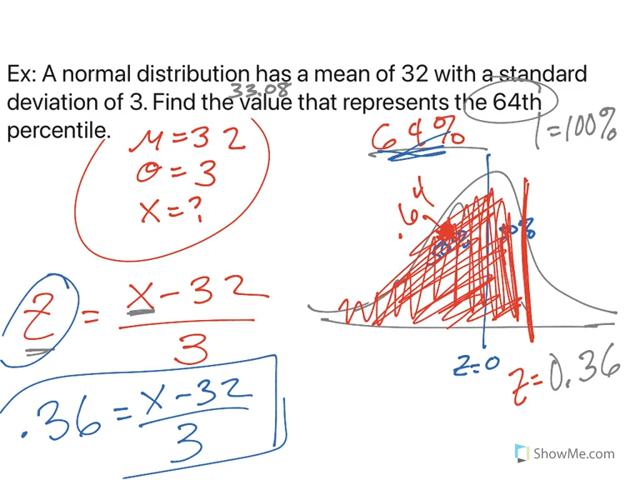 Ex: A normal distribution has a mean of 32 with a standard
33.08
deviation of 3. Find the value that represents the 64th
percentile.
64%
1=100%
μ=32
σ=3
x=?
.64
z = x-32
3
.36 = x-32
3
z=0
z=0.36
ShowMe.com